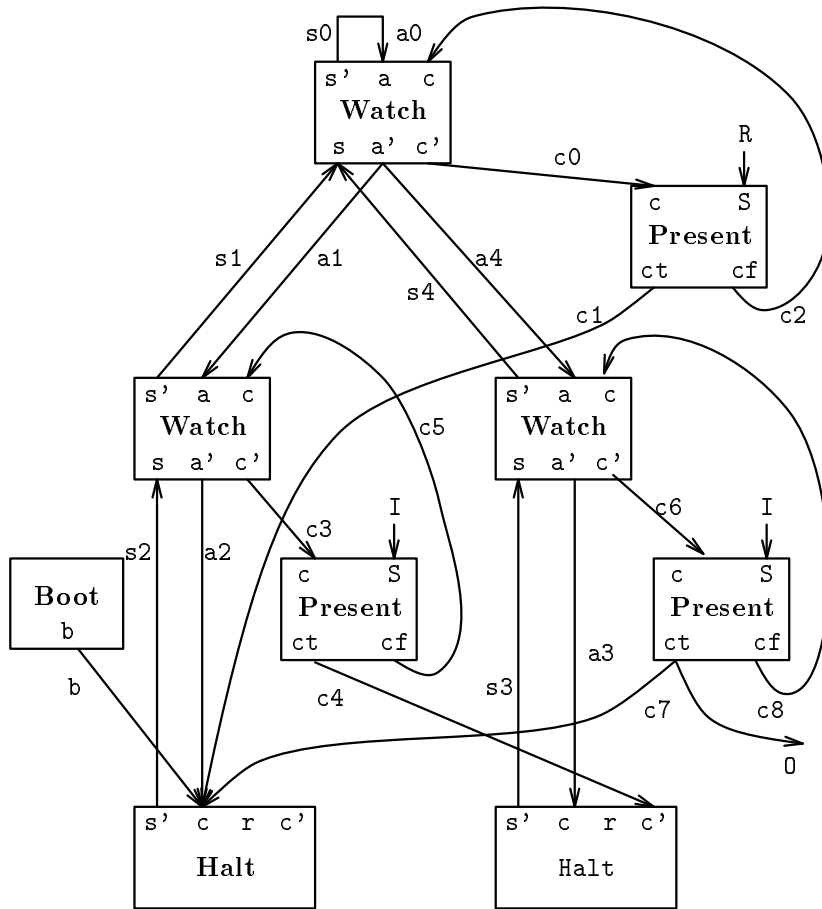 s0 a0
s' a c
Watch
s a' c'
R
c0
c S
Present
ct cf
s1 a1 a4 s4
c1 c2
s' a c
Watch
s a' c'
c5
s' a c
Watch
s a' c'
s2 a2 c3 I
c6 I
Boot
b
c S
Present
ct cf
c S
Present
ct cf
b
c4 s3 a3 c7 c8
O
s' c r c'
Halt
s' c r c'
Halt